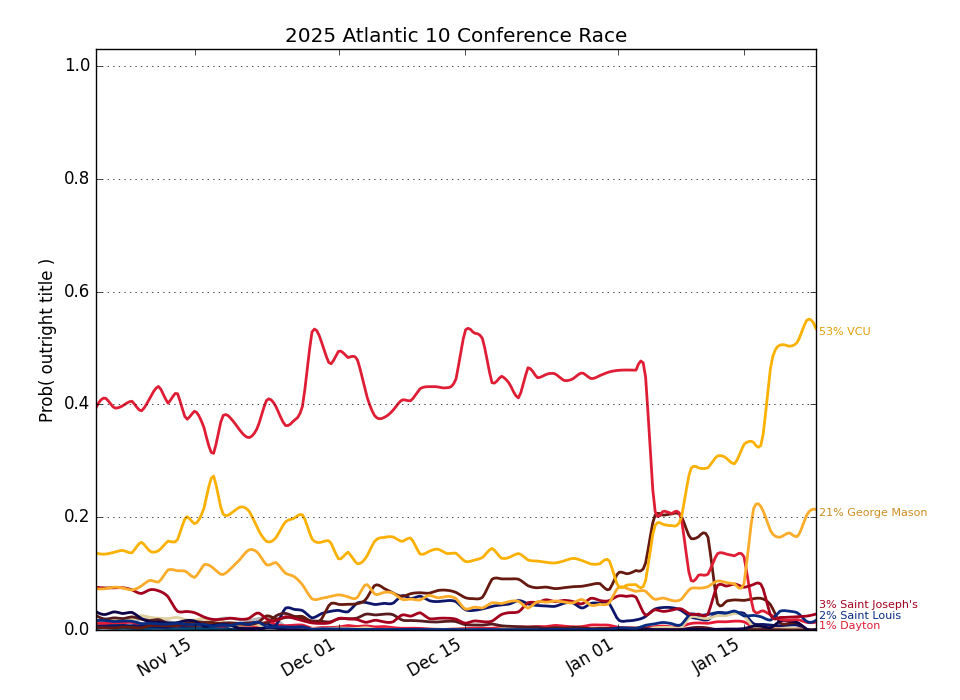 2025 Atlantic 10 Conference Race
1.0
0.8
0.6
0.4
0.2
0.0
Prob( outright title )
53% VCU
21% George Mason
3% Saint Joseph's
2% Saint Louis
1% Dayton
Nov 15
Dec 01
Dec 15
Jan 01
Jan 15